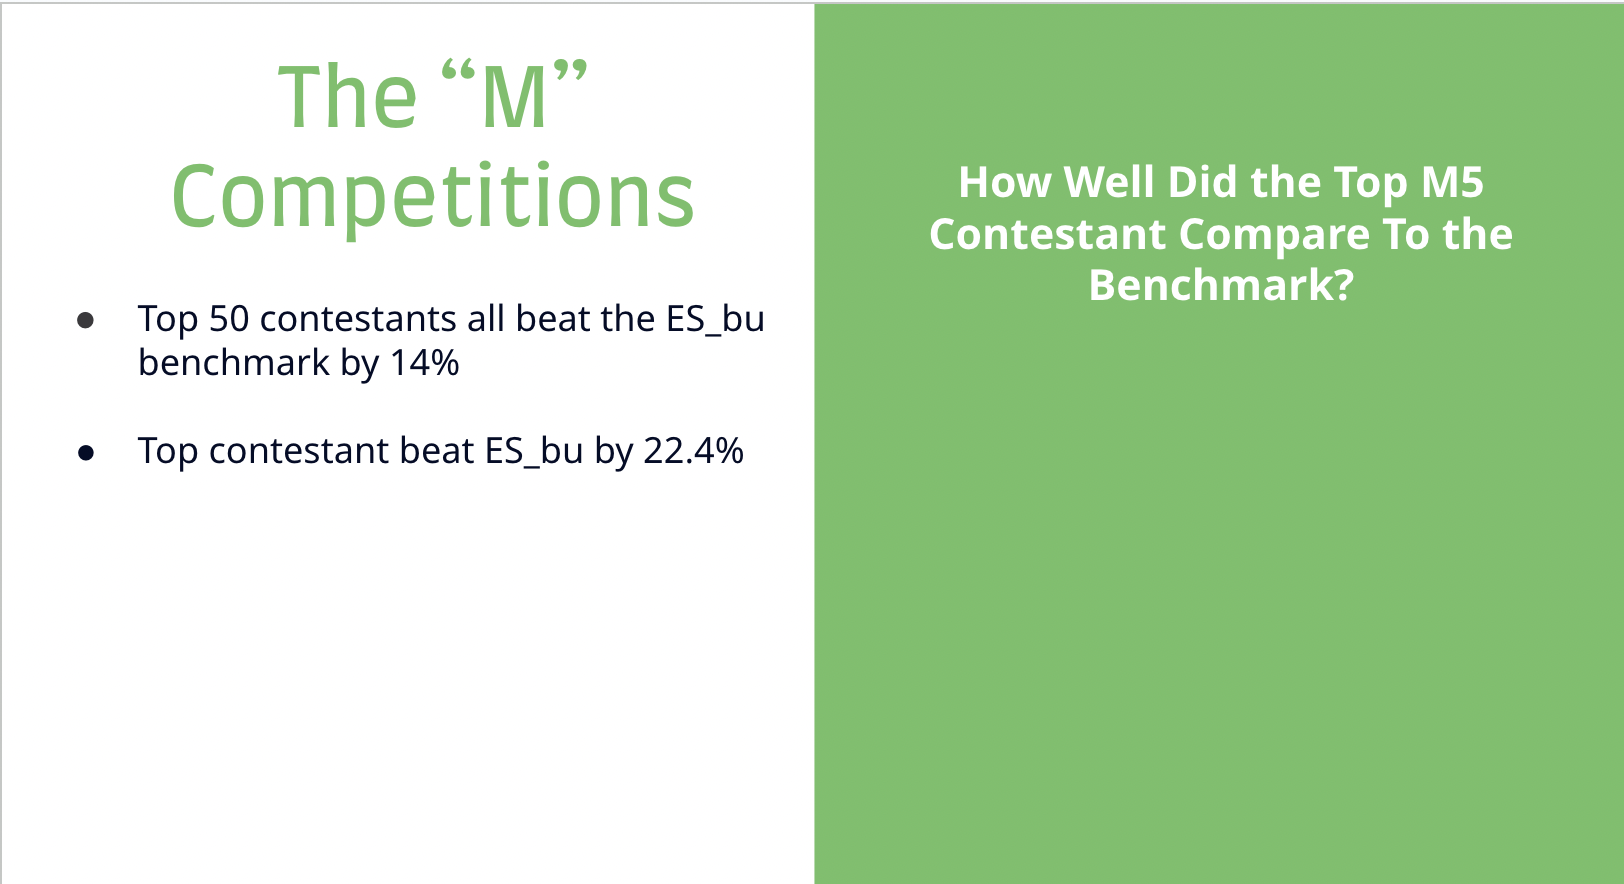 The “M”
Competitions
● Top 50 contestants all beat the ES_bu
benchmark by 14%
● Top contestant beat ES_bu by 22.4%
How Well Did the Top M5
Contestant Compare To the
Benchmark?